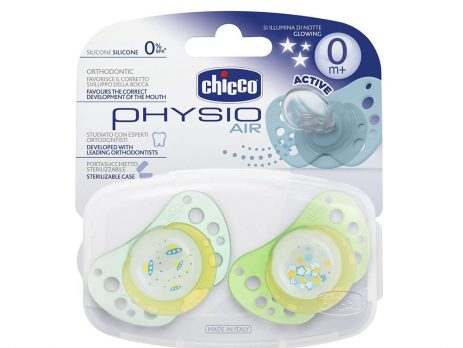 SILICONE SILICONE 0% BPA*
SI ILLUMINA DI NOTTE
GLOWING
0
m+
ORTHODONTIC
FAVORISCE IL CORRETTO
SVILUPPO DELLA BOCCA
FAVOURS THE CORRECT
DEVELOPMENT OF THE MOUTH
chicco
ACTIVE
PHYSIO
AIR
STUDIATO CON ESPERTI
ORTODONTISTI
DEVELOPED WITH
LEADING ORTHODONTISTS
PORTASUCCHIETTO
STERILIZZABILE
STERILIZABLE CASE
MADE IN ITALY